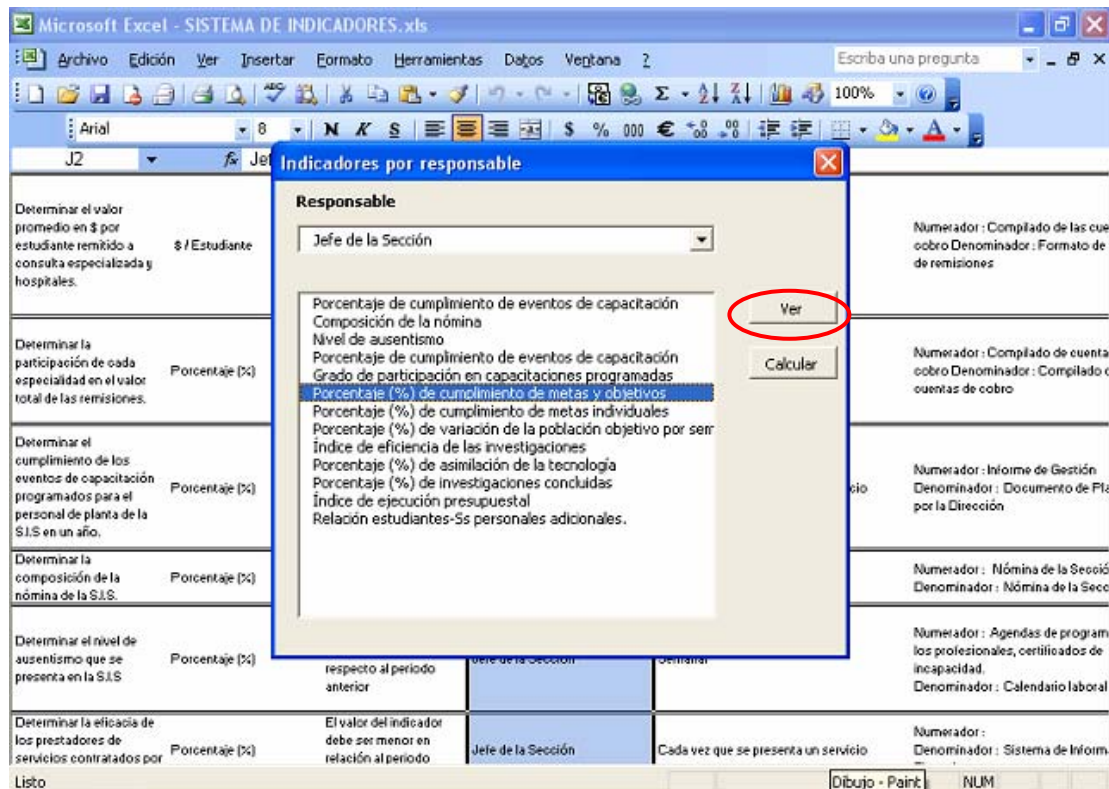 Microsoft Excel - SISTEMA DE INDICADORES.xls
Archivo Edición Ver Insertar Formato Herramientas Datos Ventana ?
Escriba una pregunta
100%
Arial
8
N K S
$ % 000 €
J2
fx
Indicadores por responsable
Responsable
Jefe de la Sección
Porcentaje de cumplimiento de eventos de capacitación
Composición de la nómina
Nivel de ausentismo
Porcentaje de cumplimiento de eventos de capacitación
Grado de participación en capacitaciones programadas
Porcentaje (%) de cumplimiento de metas y objetivos
Porcentaje (%) de cumplimiento de metas individuales
Porcentaje (%) de variación de la población objetivo por sem
Índice de eficiencia de las investigaciones
Porcentaje (%) de asimilación de la tecnología
Porcentaje (%) de investigaciones concluidas
Índice de ejecución presupuestal
Relación estudiantes-Ss personales adicionales.
Ver
Calcular
Determinar el valor
promedio en $ por
estudiante remitido a
consulta especializada y
hospitales.
$ / Estudiante
Numerador : Compilado de las cue
cobro Denominador : Formato de
de remisiones
Determinar la
participación de cada
especialidad en el valor
total de las remisiones.
Porcentaje (%)
Numerador : Compilado de cuenta
cobro Denominador : Compilado
cuentas de cobro
Determinar el
cumplimiento de los
eventos de capacitación
programados para el
personal de planta de la
S.I.S en un año.
Porcentaje (%)
cio
Numerador : Informe de Gestión
Denominador : Documento de Pla
por la Dirección
Determinar la
composición de la
nómina de la S.I.S.
Porcentaje (%)
Numerador : Nómina de la Secció
Denominador : Nómina de la Secc
Determinar el nivel de
ausentismo que se
presenta en la S.I.S
Porcentaje (%)
respecto al periodo
anterior
Jefe de la Sección
Semanal
Numerador : Agendas de program
los profesionales, certificados de
incapacidad.
Denominador : Calendario laboral
Determinar la eficacia de
los prestadores de
servicios contratados por
Porcentaje (%)
El valor del indicador
debe ser menor en
relación al periodo
Jefe de la Sección
Cada vez que se presenta un servicio
Numerador :
Denominador : Sistema de Inform
Listo
Dibujo - Paint
NUM